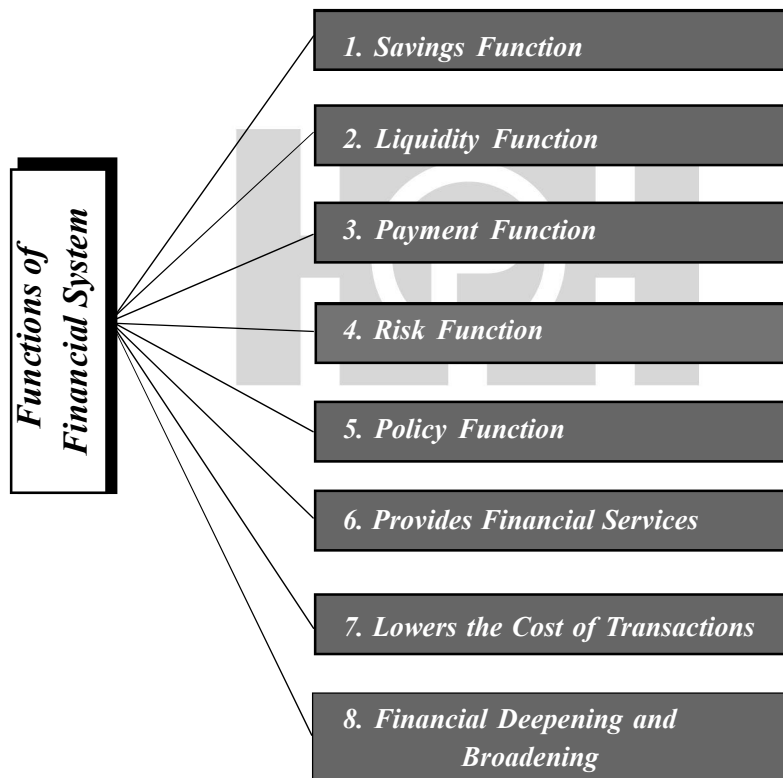 Functions of
Financial System
1. Savings Function
2. Liquidity Function
3. Payment Function
4. Risk Function
5. Policy Function
6. Provides Financial Services
7. Lowers the Cost of Transactions
8. Financial Deepening and
Broadening